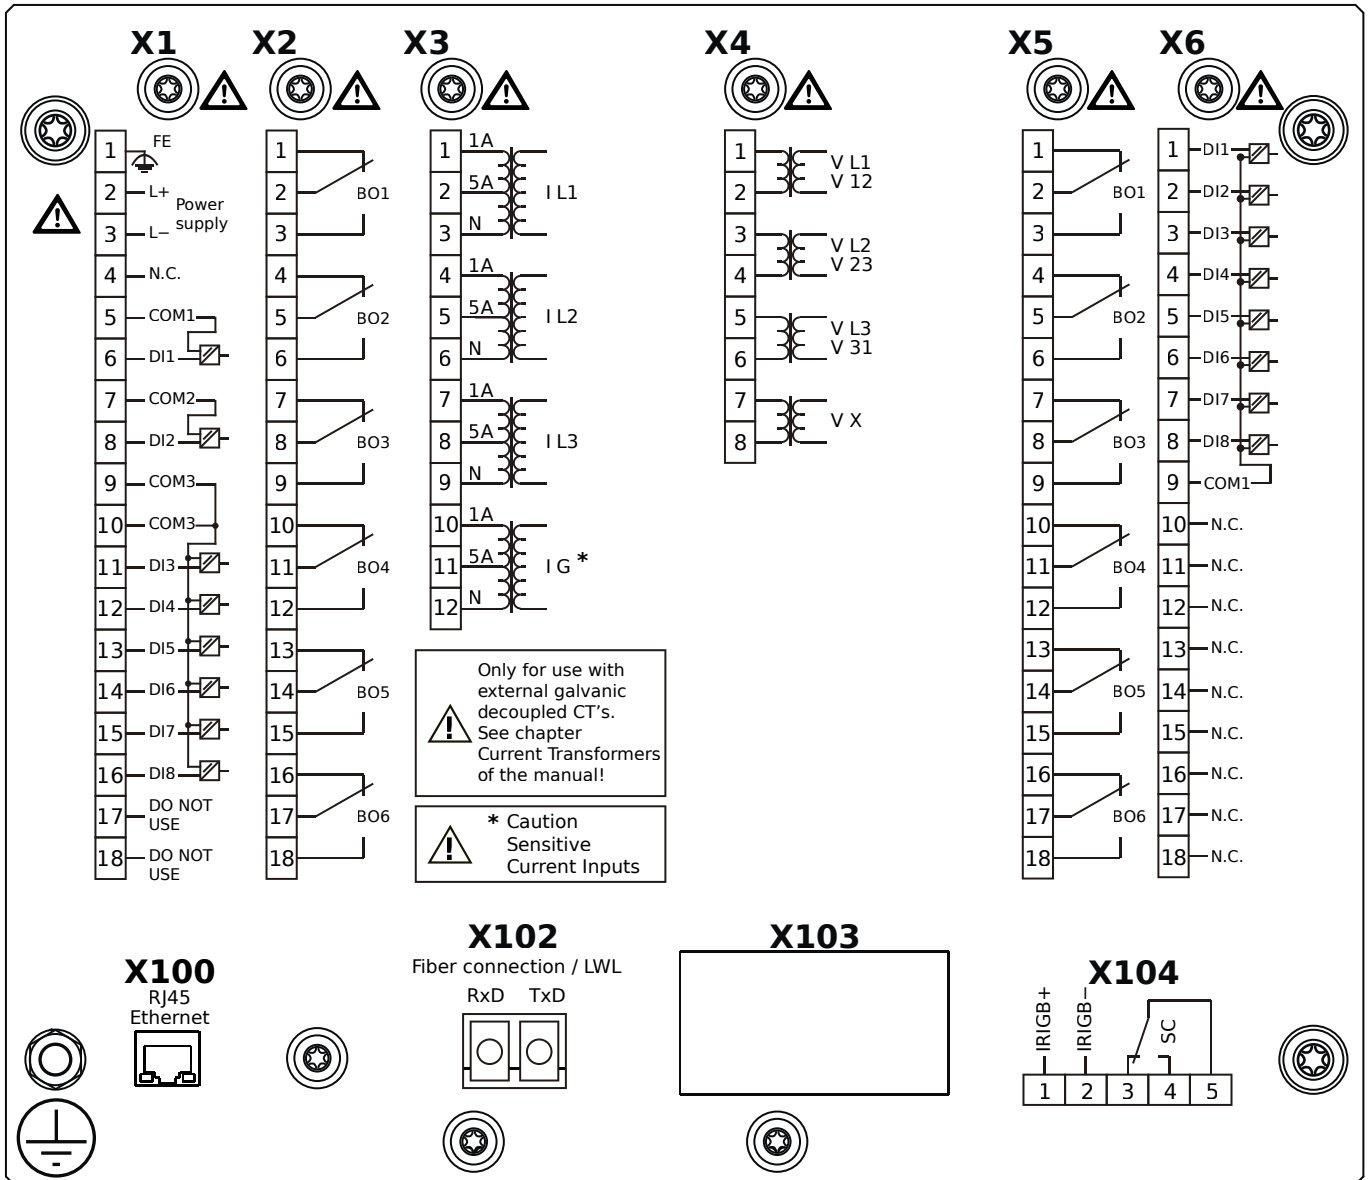 X1 X2 X3 X4 X5 X6
1 FE
2 L+
Power
supply
3 L−
4 N.C.
5 COM1
6 DI1
7 COM2
8 DI2
9 COM3
10 COM3
11 DI3
12 DI4
13 DI5
14 DI6
15 DI7
16 DI8
17 DO NOT
USE
18 DO NOT
USE
1
2 BO1
3
4
5 BO2
6
7
8 BO3
9
10
11 BO4
12
13
14 BO5
15
16
17 BO6
18
1 1A
2 5A I L1
3 N
4 1A
5 5A I L2
6 N
7 1A
8 5A I L3
9 N
10 1A
11 5A I G *
12 N
Only for use with
external galvanic
decoupled CT's.
See chapter
Current Transformers
of the manual!
* Caution
Sensitive
Current Inputs
1 V L1
2 V 12
3 V L2
4 V 23
5 V L3
6 V 31
7 V X
8
1
2 BO1
3
4
5 BO2
6
7
8 BO3
9
10
11 BO4
12
13
14 BO5
15
16
17 BO6
18
1 DI1
2 DI2
3 DI3
4 DI4
5 DI5
6 DI6
7 DI7
8 DI8
9 COM1
10 N.C.
11 N.C.
12 N.C.
13 N.C.
14 N.C.
15 N.C.
16 N.C.
17 N.C.
18 N.C.
X100
RJ45
Ethernet
X102
Fiber connection / LWL
RxD TxD
X103
X104
IRIGB+ IRIGB− SC
1 2 3 4 5